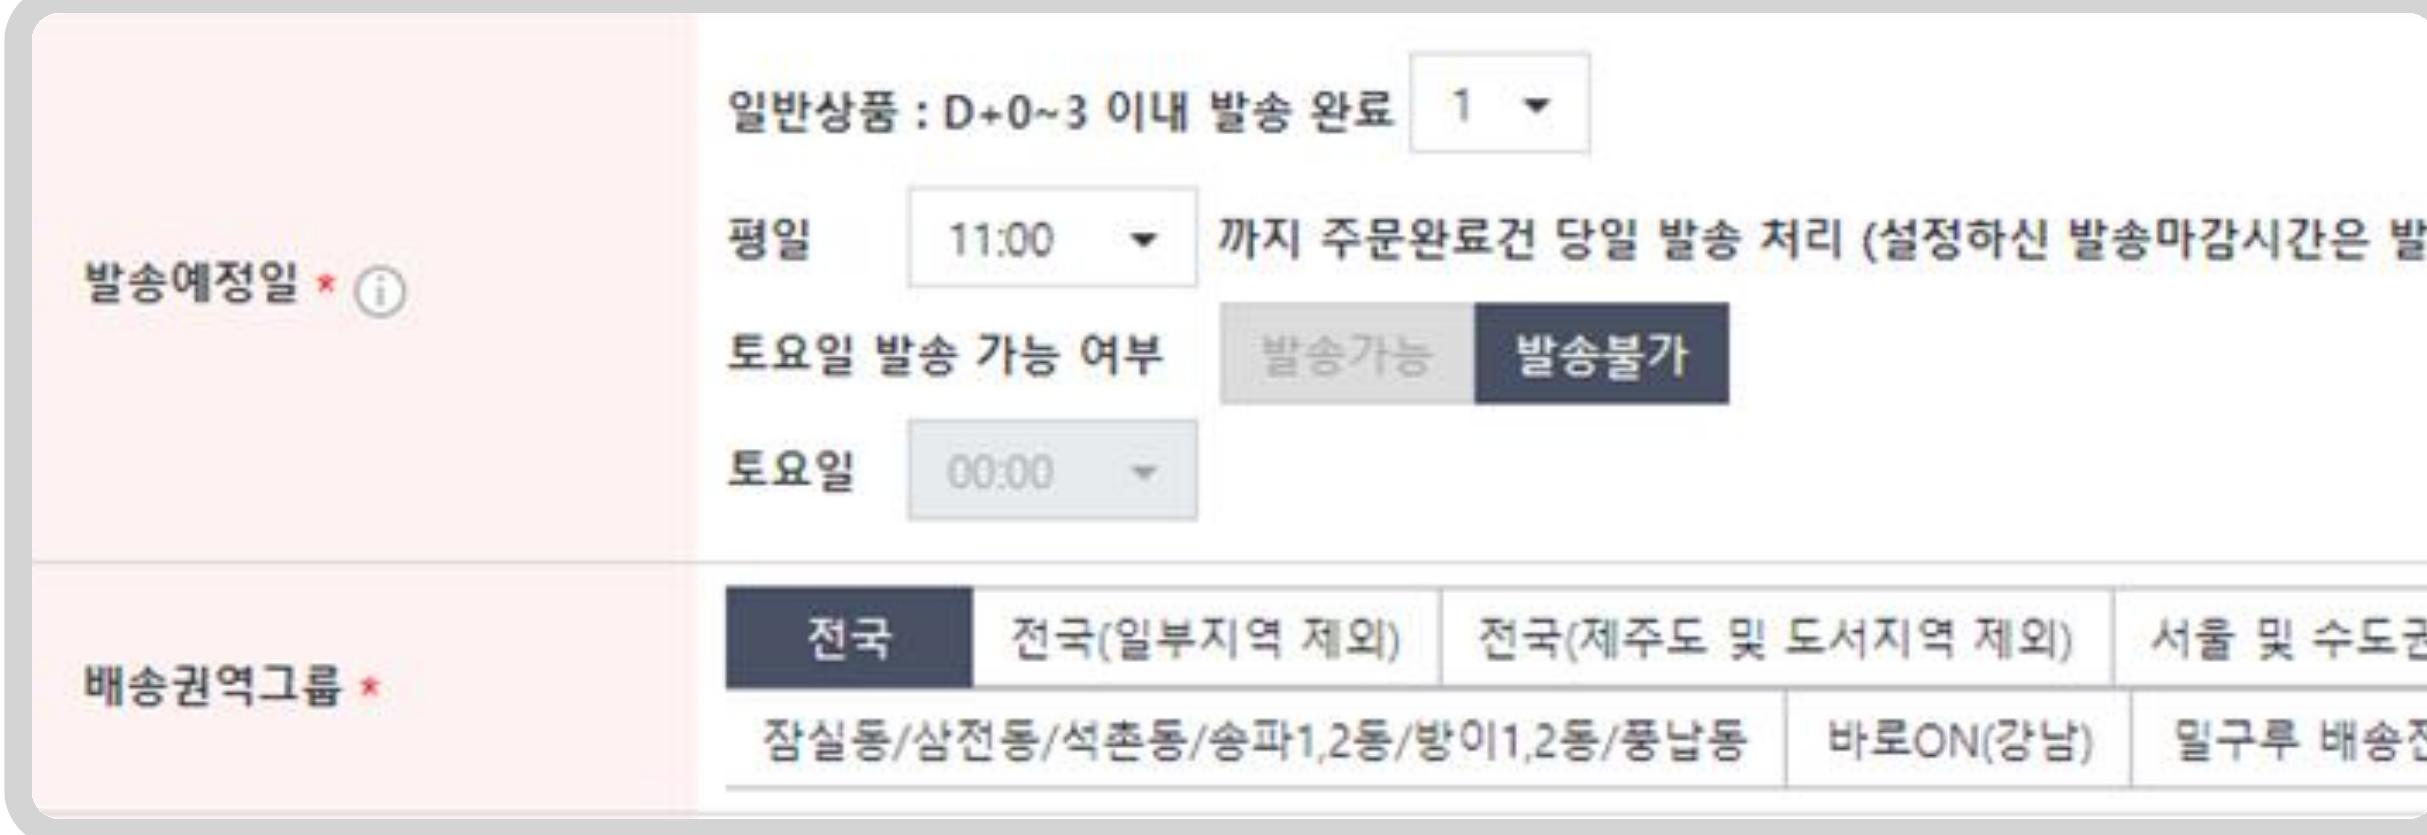 일반상품 : D+0~3 이내 발송 완료 1
평일 11:00 까지 주문완료건 당일 발송 처리 (설정하신 발송마감시간은 발
발송예정일 *
토요일 발송 가능 여부 발송가능 발송불가
토요일 00:00
전국 전국(일부지역 제외) 전국(제주도 및 도서지역 제외) 서울 및 수도권
배송권역그룹 *
잠실동/삼전동/석촌동/송파1,2동/방이1,2동/풍납동 바로ON(강남) 밀구루